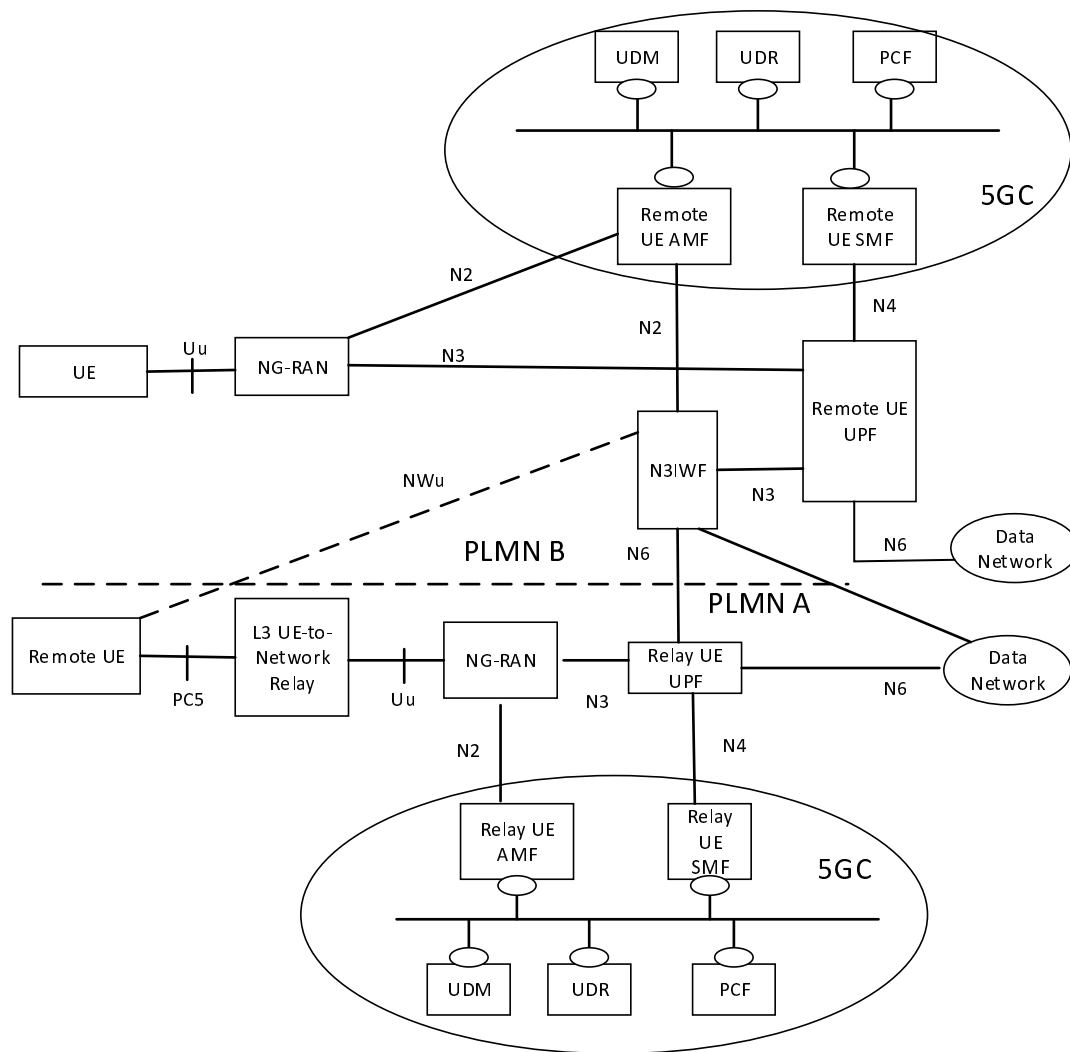 UDM
UDR
PCF
5GC
Remote
UE AMF
Remote
UE SMF
N2
N2
N4
Uu
UE
NG-RAN
N3
Remote UE
UPF
NWu
N3IWF
N3
PLMN B
N6
N6
Data
Network
PLMN A
Remote UE
PC5
L3 UE-to-
Network
Relay
Uu
NG-RAN
N3
Relay UE
UPF
N6
Data
Network
N2
N4
Relay UE
AMF
Relay
UE
SMF
5GC
UDM
UDR
PCF